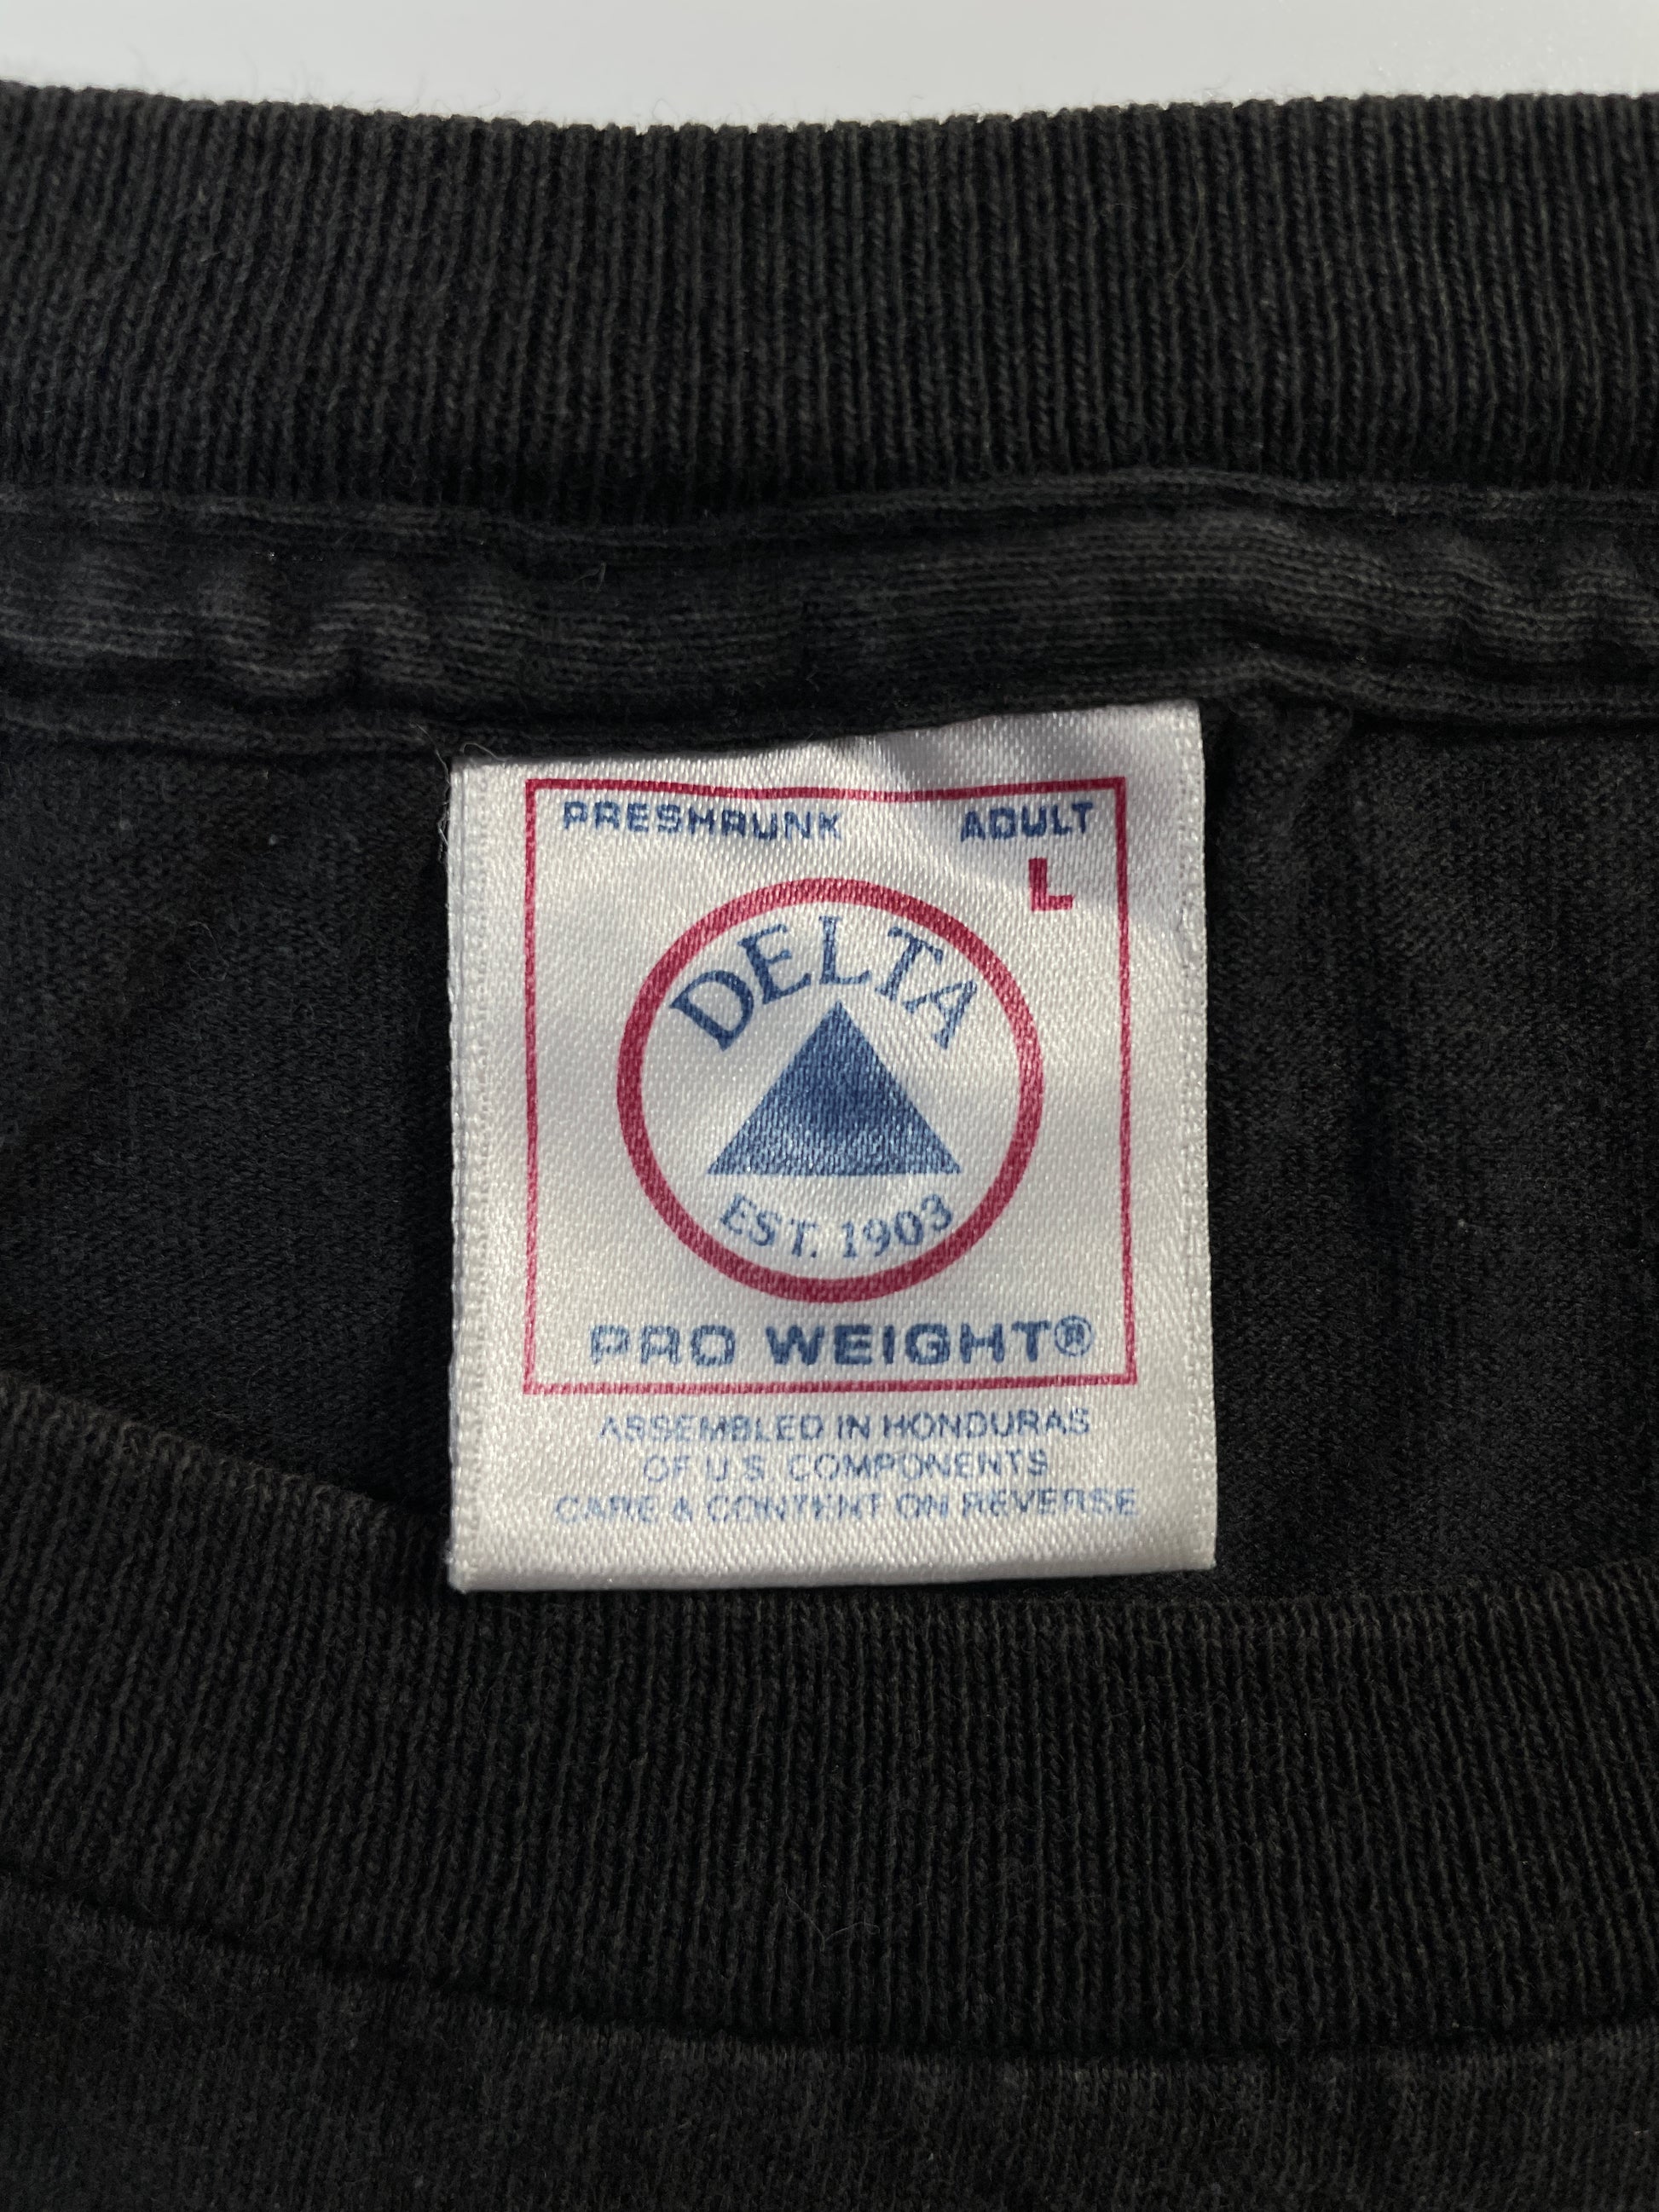 PRESHRUNK ADULT
L
DELTA
EST. 1903
PRO WEIGHT®
ASSEMBLED IN HONDURAS
OF U.S. COMPONENTS
CARE & CONTENT ON REVERSE